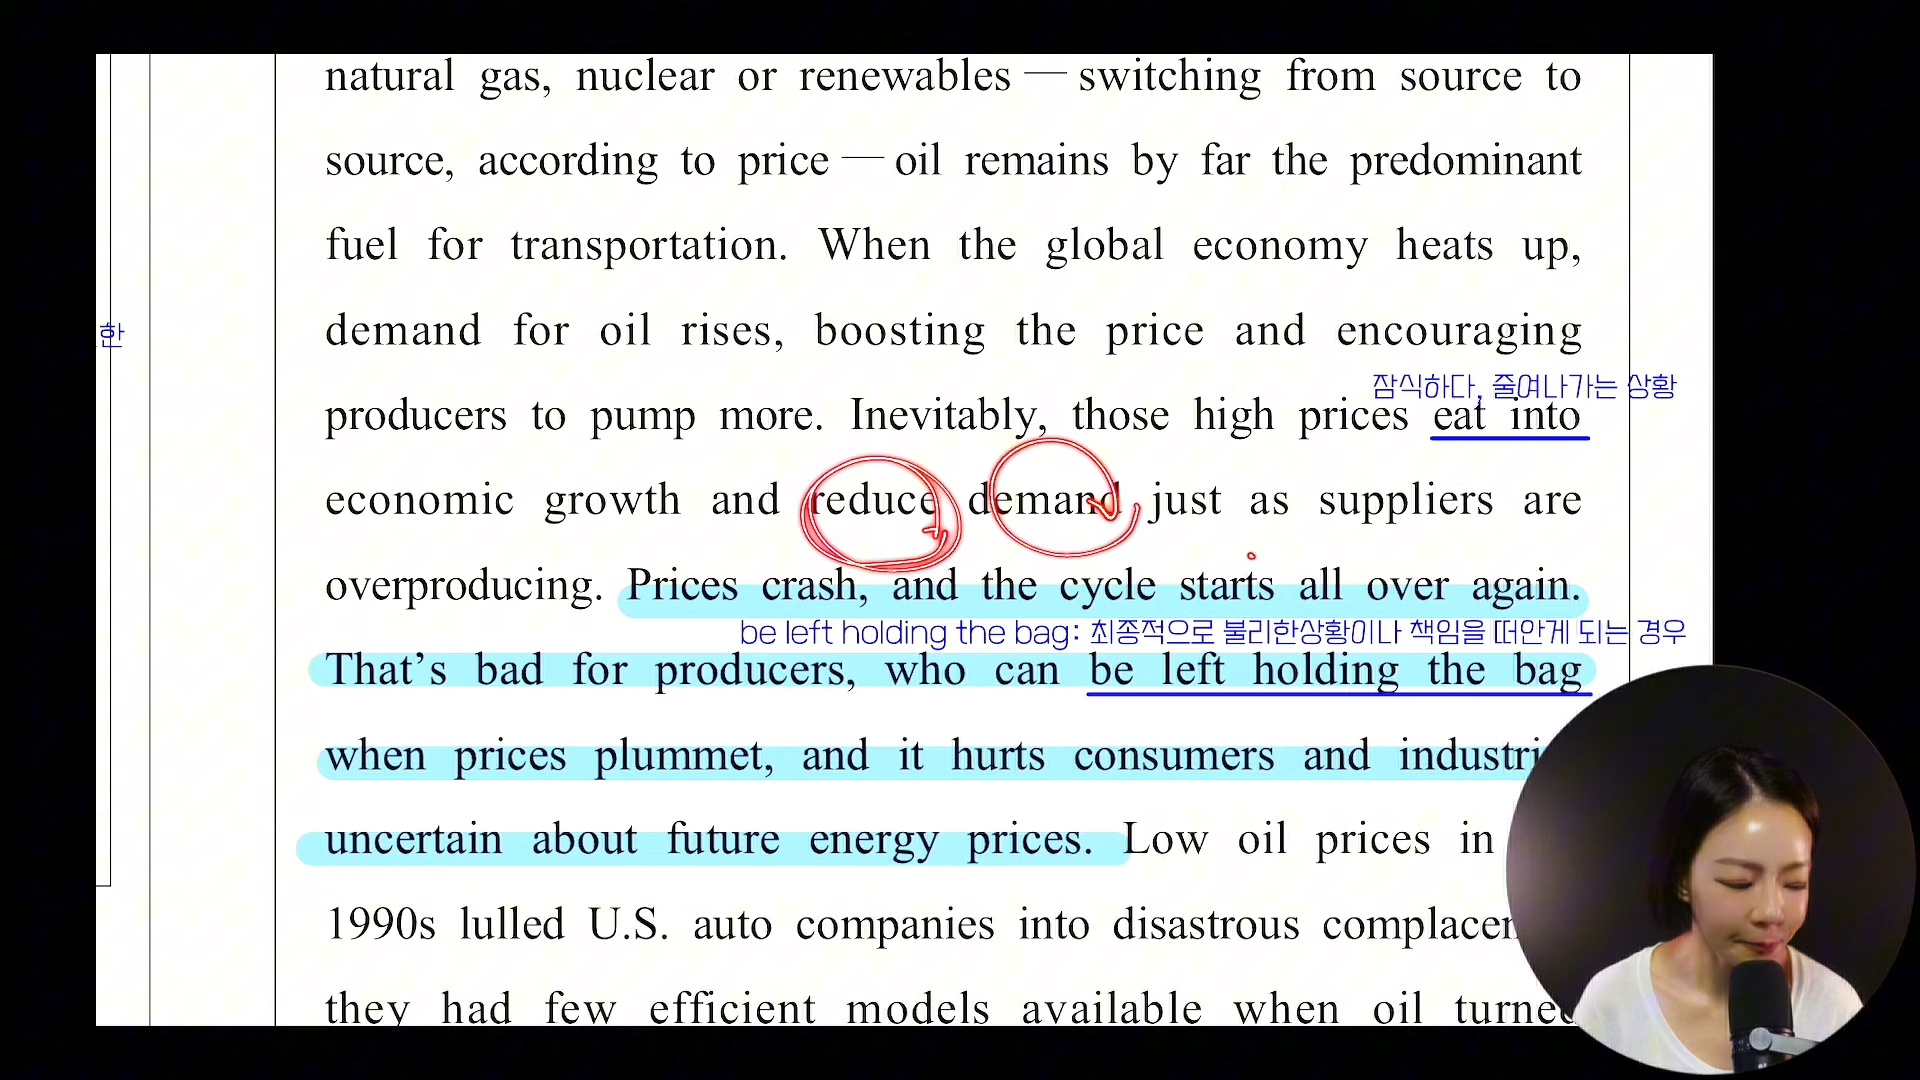 natural gas, nuclear or renewables — switching from source to
source, according to price — oil remains by far the predominant
fuel for transportation. When the global economy heats up,
한
demand for oil rises, boosting the price and encouraging
잠식하다, 줄여나가는 상황
producers to pump more. Inevitably, those high prices eat into
economic growth and reduce demand just as suppliers are
overproducing. Prices crash, and the cycle starts all over again.
be left holding the bag: 최종적으로 불리한상황이나 책임을 떠안게 되는 경우
That's bad for producers, who can be left holding the bag
when prices plummet, and it hurts consumers and
uncertain about future energy prices. Low oil prices in
1990s lulled U.S. auto companies into disastrous
they had few efficient models available when oil turned